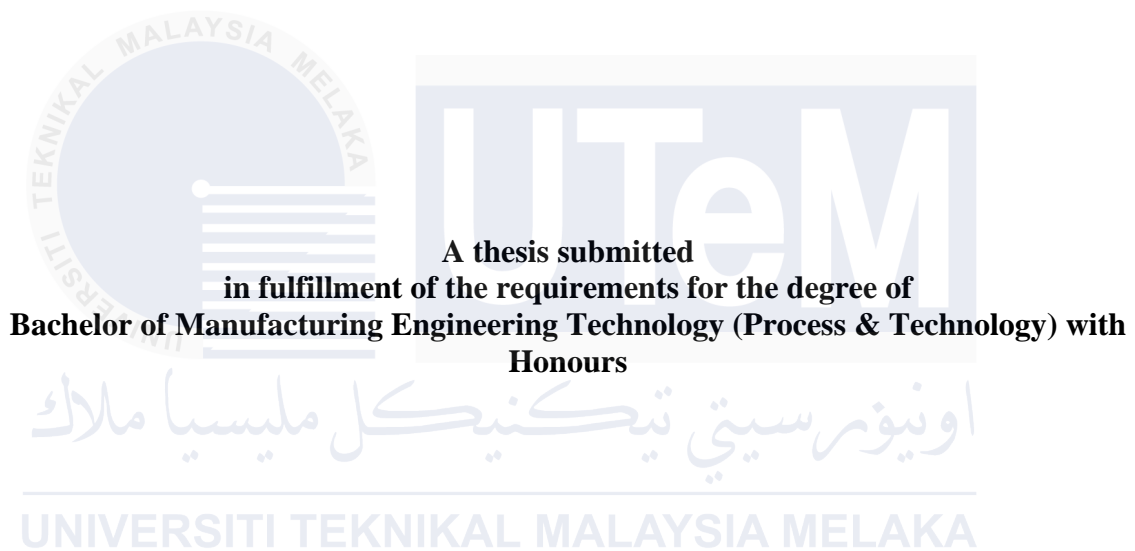 UNIVERSITI TEKNIKAL MALAYSIA MELAKA
UTeM
A thesis submitted
in fulfillment of the requirements for the degree of
Bachelor of Manufacturing Engineering Technology (Process & Technology) with
Honours
اونيۏرسيتي تيكنيكل مليسيا ملاك
UNIVERSITI TEKNIKAL MALAYSIA MELAKA